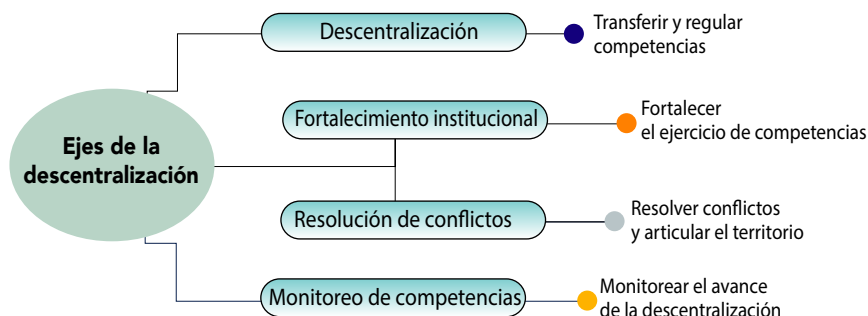 Ejes de la
descentralización
Descentralización
Transferir y regular
competencias
Fortalecimiento institucional
Fortalecer
el ejercicio de competencias
Resolución de conflictos
Resolver conflictos
y articular el territorio
Monitoreo de competencias
Monitorear el avance
de la descentralización